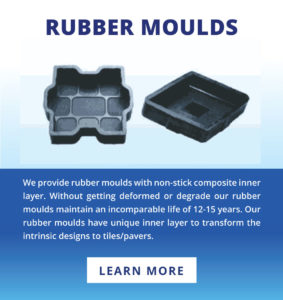 RUBBER MOULDS
We provide rubber moulds with non-stick composite inner
layer. Without getting deformed or degrade our rubber
moulds maintain an incomparable life of 12-15 years. Our
rubber moulds have unique inner layer to transform the
intrinsic designs to tiles/pavers.
LEARN MORE